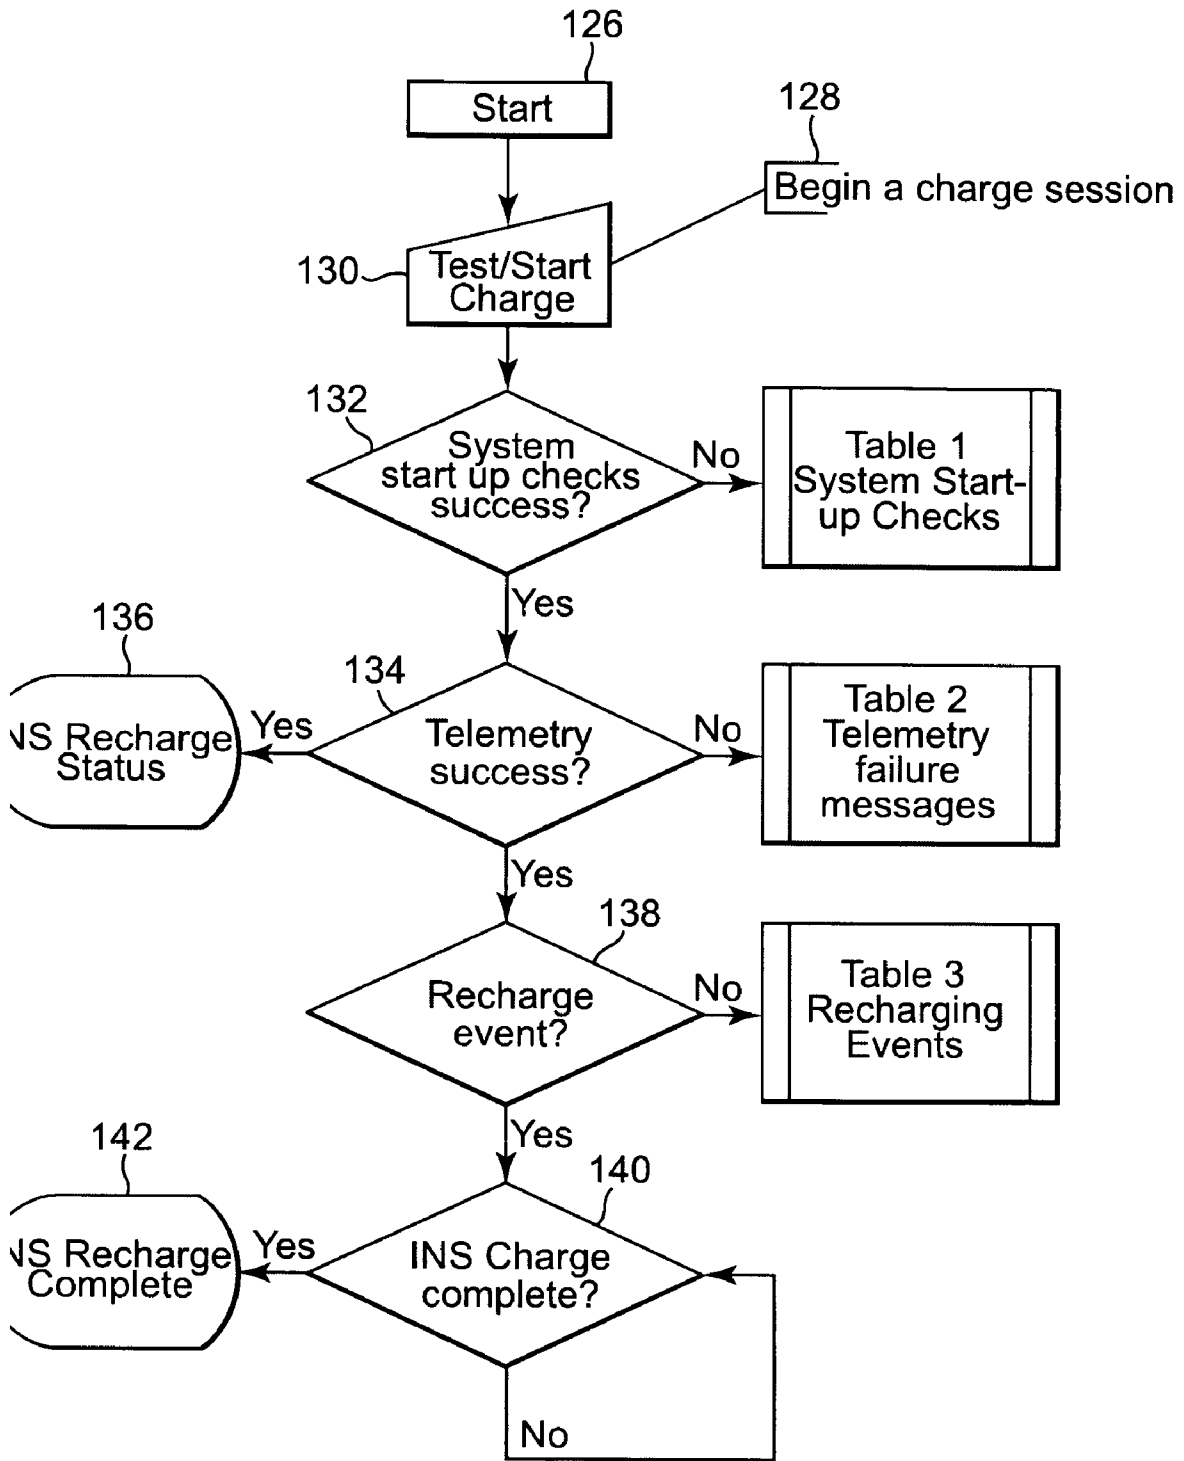 126
Start
128
Begin a charge session
130
Test/Start
Charge
132
System
start up checks
success?
No
Table 1
System Start-
up Checks
Yes
136
134
NS Recharge
Status
Yes
Telemetry
success?
No
Table 2
Telemetry
failure
messages
Yes
138
Recharge
event?
No
Table 3
Recharging
Events
Yes
142
140
NS Recharge
Complete
Yes
INS Charge
complete?
No